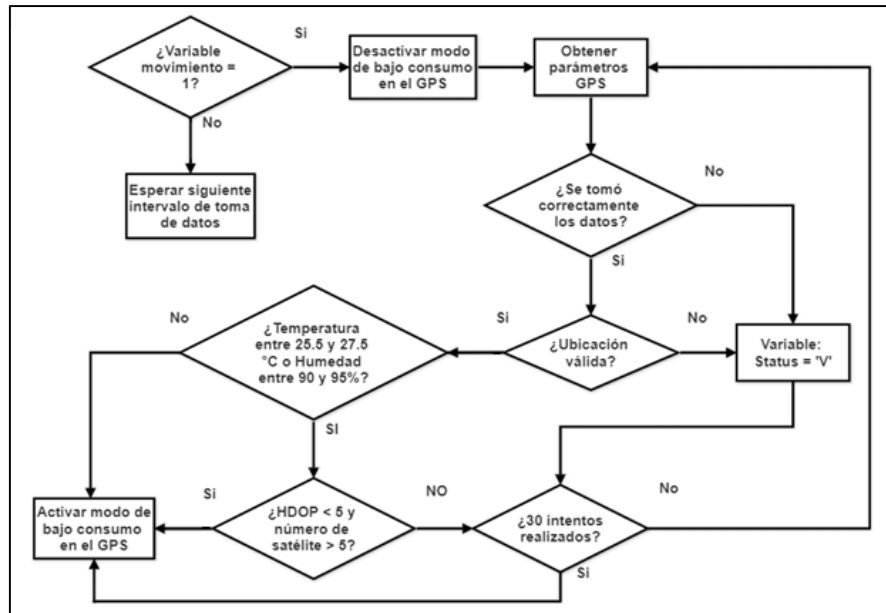 Si
¿Variable
movimiento =
1?
Desactivar modo
de bajo consumo
en el GPS
Obtener
parámetros
GPS
No
Esperar siguiente
intervalo de toma
de datos
¿Se tomó
correctamente
los datos?
No
Si
No
¿Temperatura
entre 25.5 y 27.5
°C o Humedad
entre 90 y 95%?
Si
¿Ubicación
válida?
No
Variable:
Status = 'V'
SI
Si
Activar modo de
bajo consumo
en el GPS
¿HDOP < 5 y
número de
satélite > 5?
NO
¿30 intentos
realizados?
No
Si